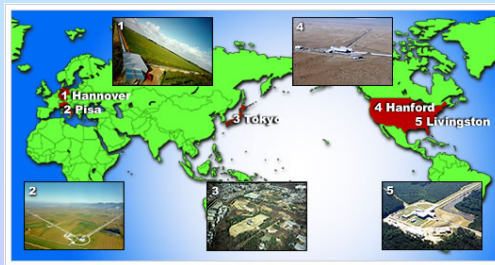 1
4
1 Hannover
2 Pisa
3 Tokyo
4 Hanford
5 Livingston
2
3
5